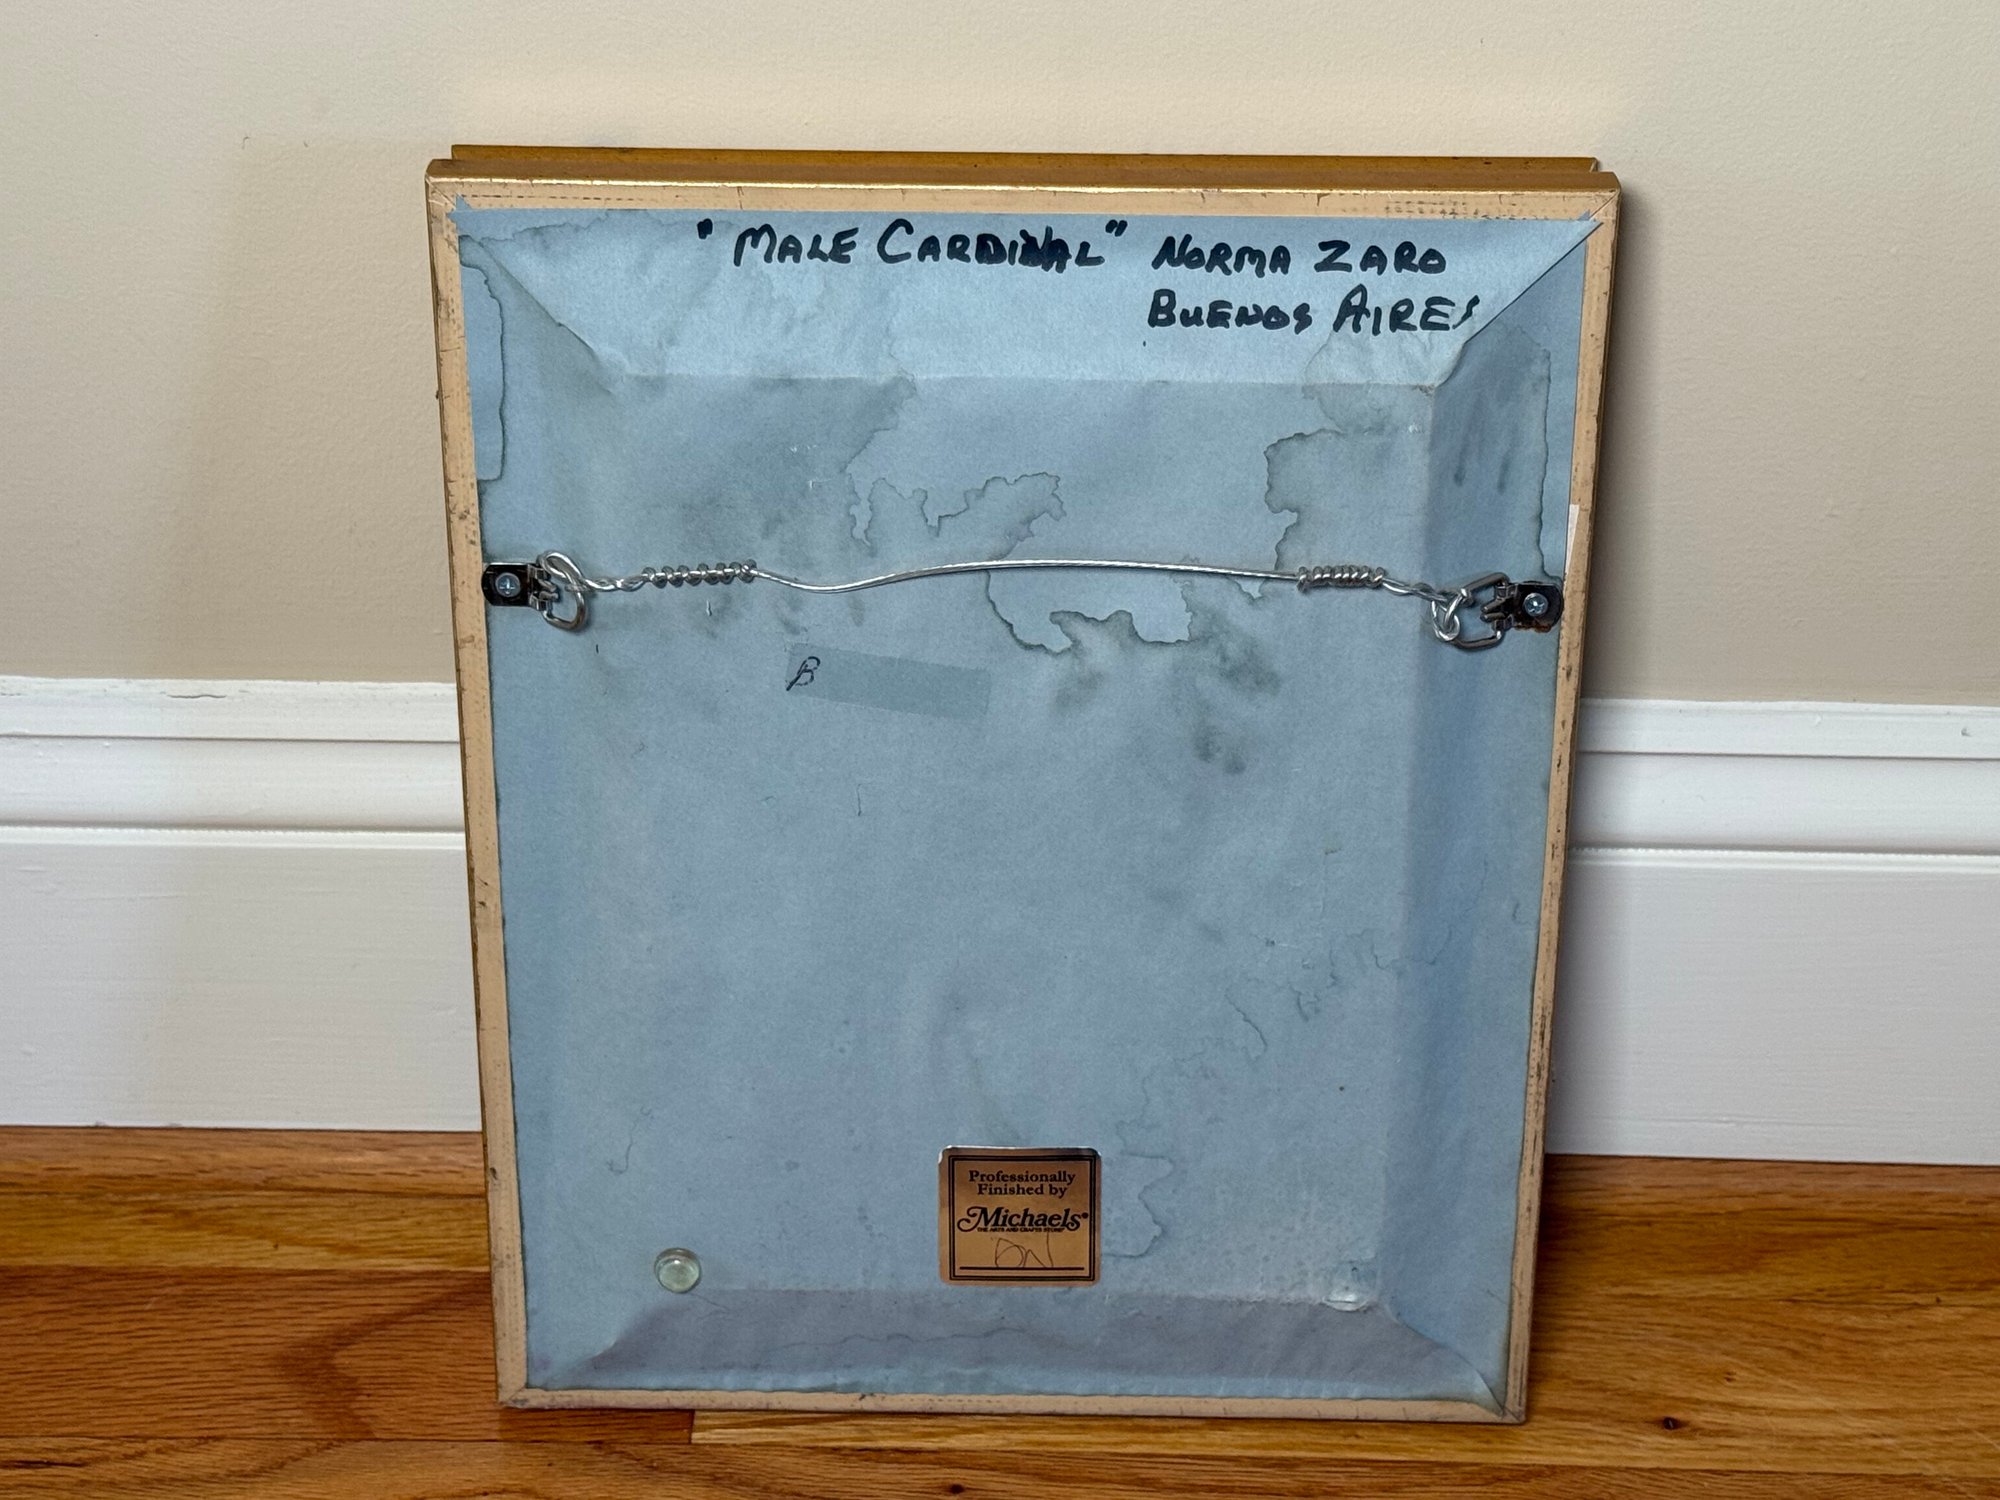 "MALE CARDINAL" NORMA ZARO
BUENOS AIRES
B
Professionally
Finished by
Michaels®
THE ARTS AND CRAFTS STORE